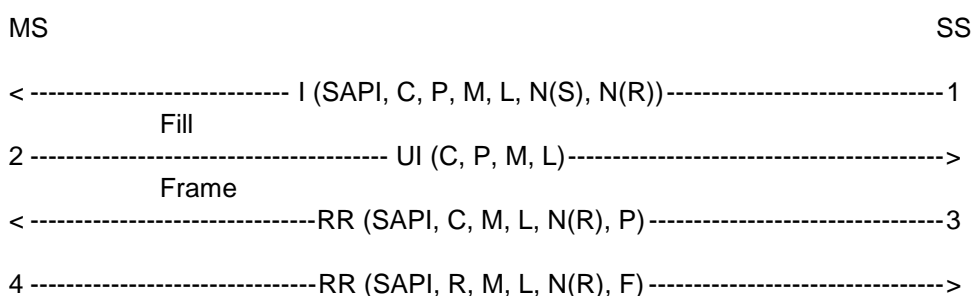 MS SS
< ----------------------------- I (SAPI, C, P, M, L, N(S), N(R))-------------------------------1
Fill
2 ---------------------------------------- UI (C, P, M, L)------------------------------------------>
Frame
< --------------------------------RR (SAPI, C, M, L, N(R), P)---------------------------------3
4 --------------------------------RR (SAPI, R, M, L, N(R), F)--------------------------------->